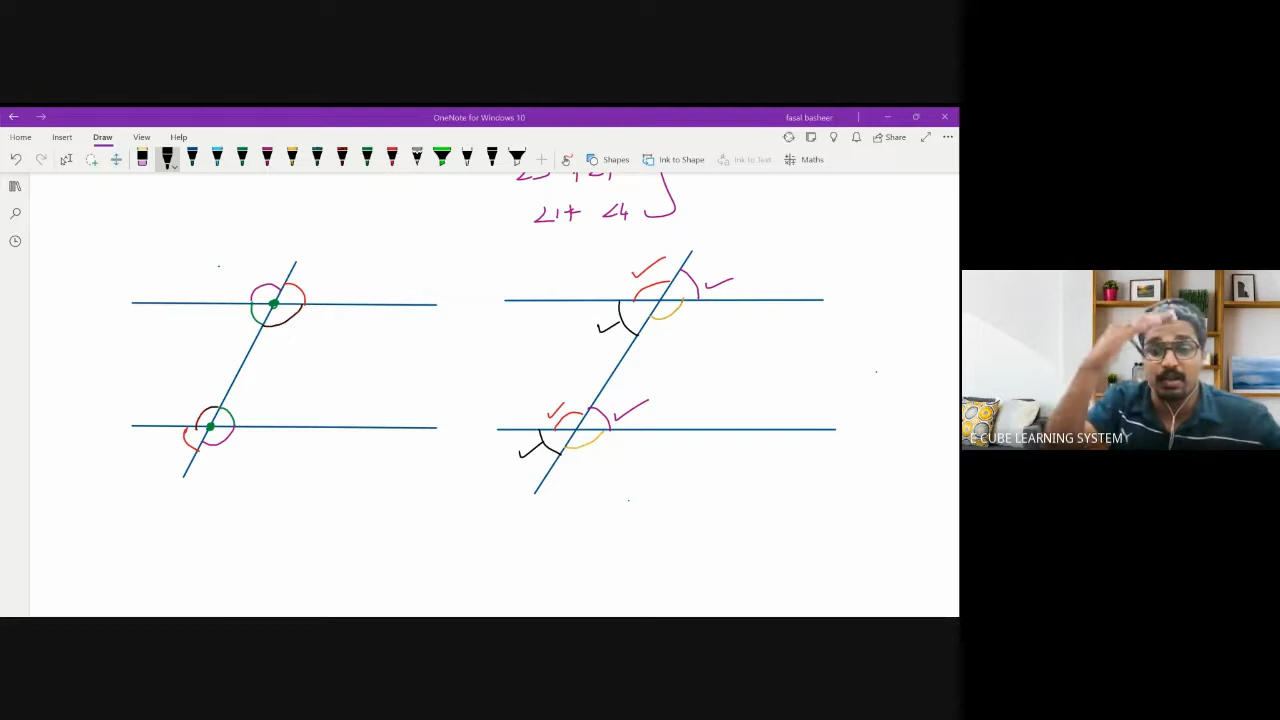 OneNote for Windows 10
fasal basheer
Home Insert Draw View Help
Share
Shapes
Ink to Shape
Ink to Text
Maths
∠1+ ∠4
E CUBE LEARNING SYSTEM